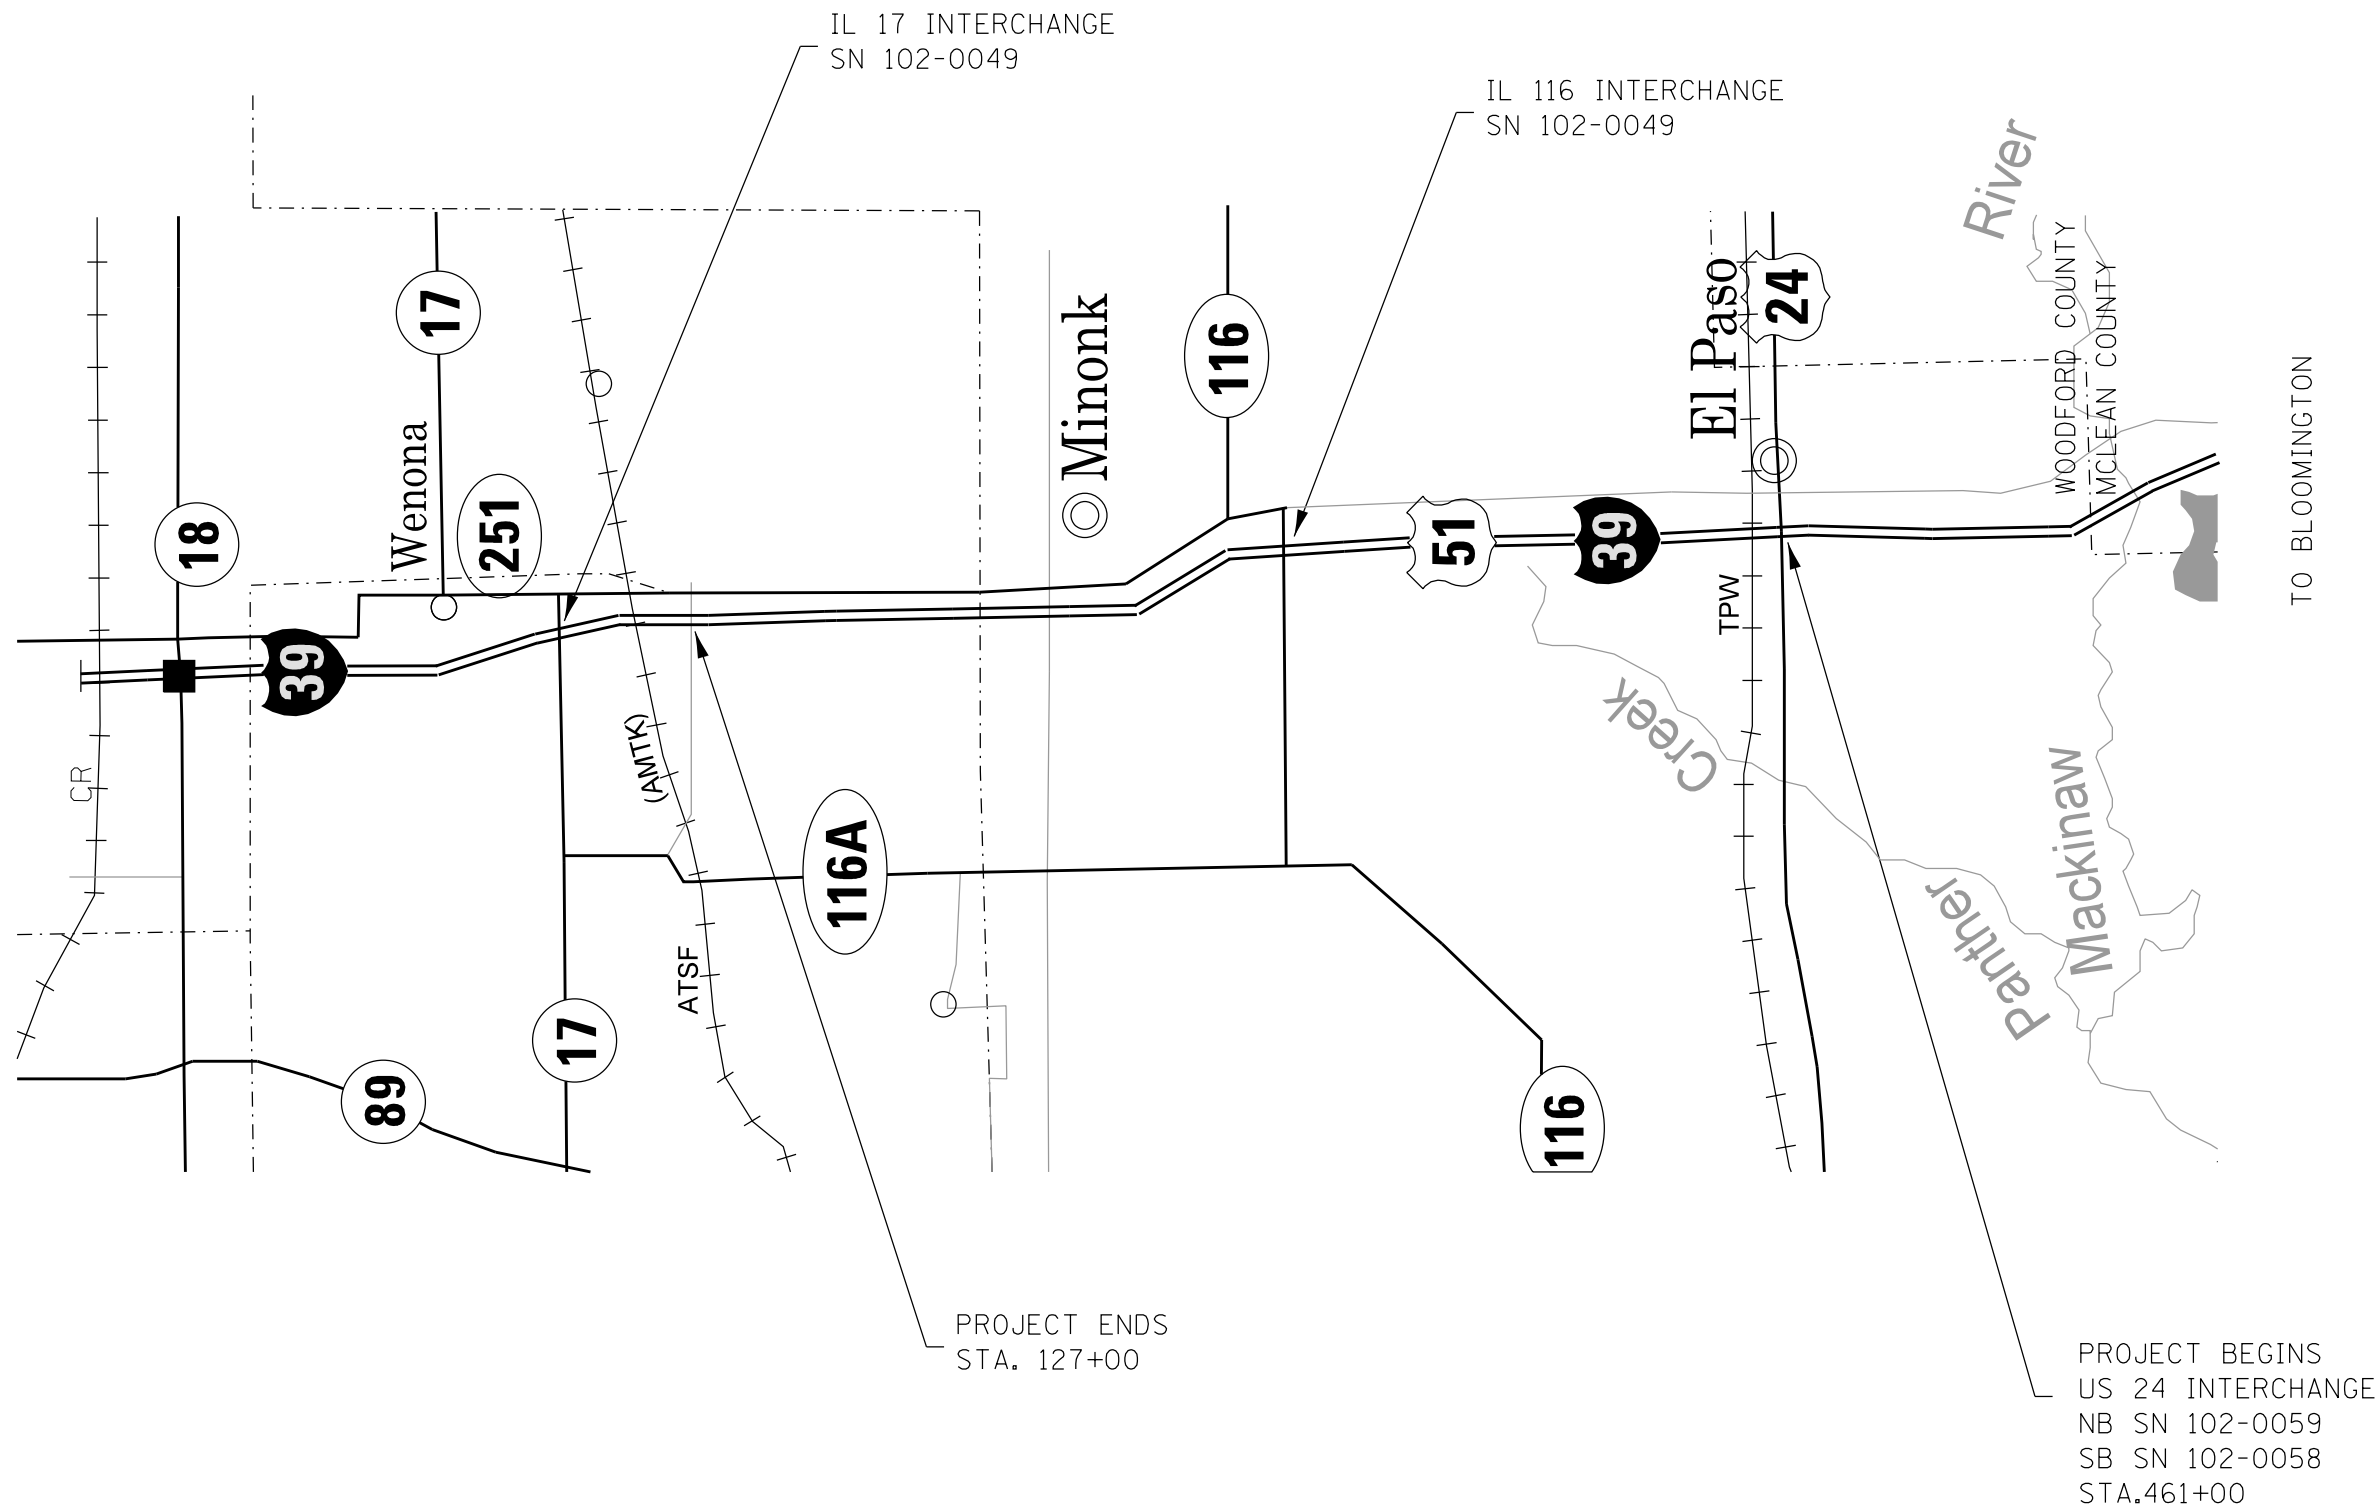 IL 17 INTERCHANGE
SN 102-0049
IL 116 INTERCHANGE
SN 102-0049
River
17
Minonk
116
El Paso
24
WOODFORD COUNTY
MCLEAN COUNTY
TO BLOOMINGTON
Wenona
18
251
51
39
39
TPW
CR
(AMTK)
Creek
116A
Mackinaw
Panther
ATSF
17
89
116
PROJECT ENDS
STA. 127+00
PROJECT BEGINS
US 24 INTERCHANGE
NB SN 102-0059
SB SN 102-0058
STA.461+00